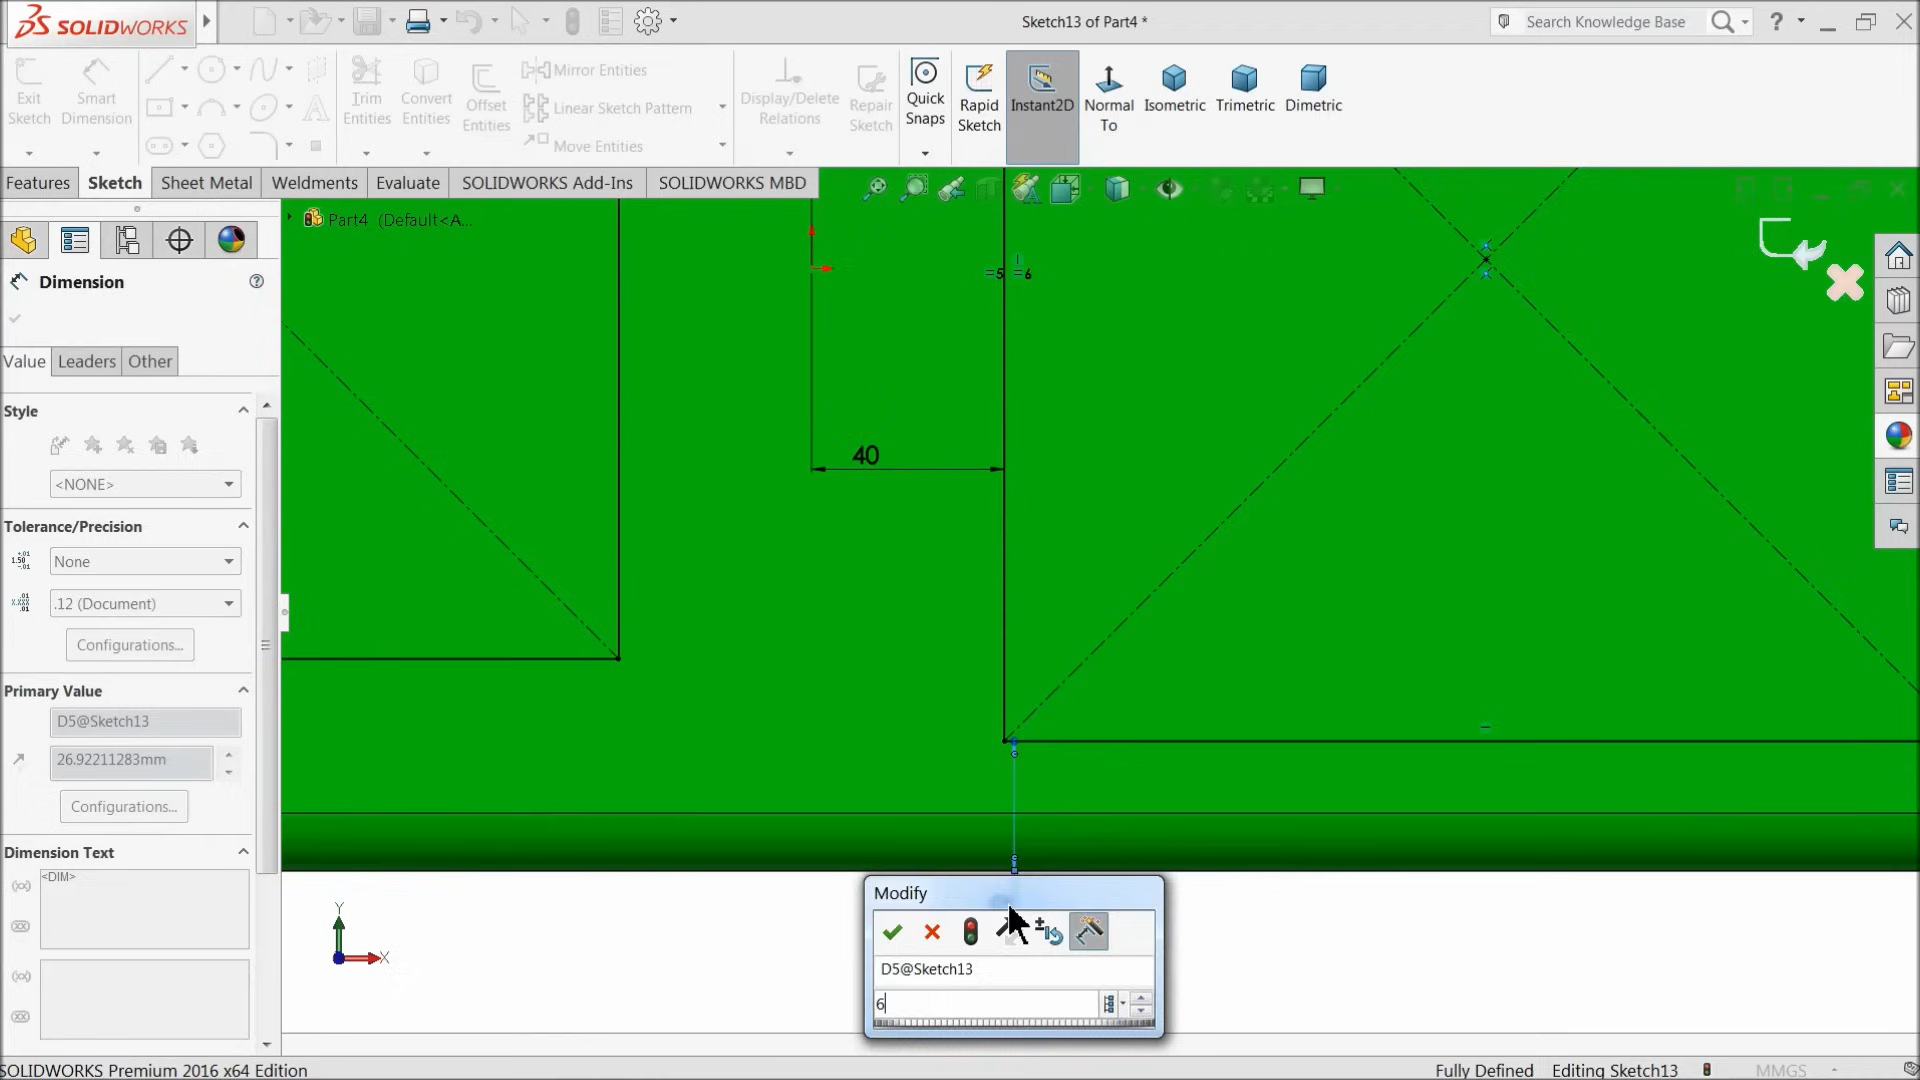 SOLIDWORKS
Sketch13 of Part4 *
Search Knowledge Base
?
Exit Sketch
Smart Dimension
Trim Entities
Convert Entities
Offset Entities
Mirror Entities
Linear Sketch Pattern
Move Entities
Display/Delete Relations
Repair Sketch
Quick Snaps
Rapid Sketch
Instant2D
Normal To
Isometric
Trimetric
Dimetric
Features
Sketch
Sheet Metal
Weldments
Evaluate
SOLIDWORKS Add-Ins
SOLIDWORKS MBD
Part4 (Default<A...
Dimension
?
Value
Leaders
Other
Style
<NONE>
Tolerance/Precision
None
.12 (Document)
Configurations...
Primary Value
D5@Sketch13
26.92211283mm
Configurations...
Dimension Text
<DIM>
=5 =6
40
Y
X
Modify
D5@Sketch13
6
SOLIDWORKS Premium 2016 x64 Edition
Fully Defined
Editing Sketch13
MMGS